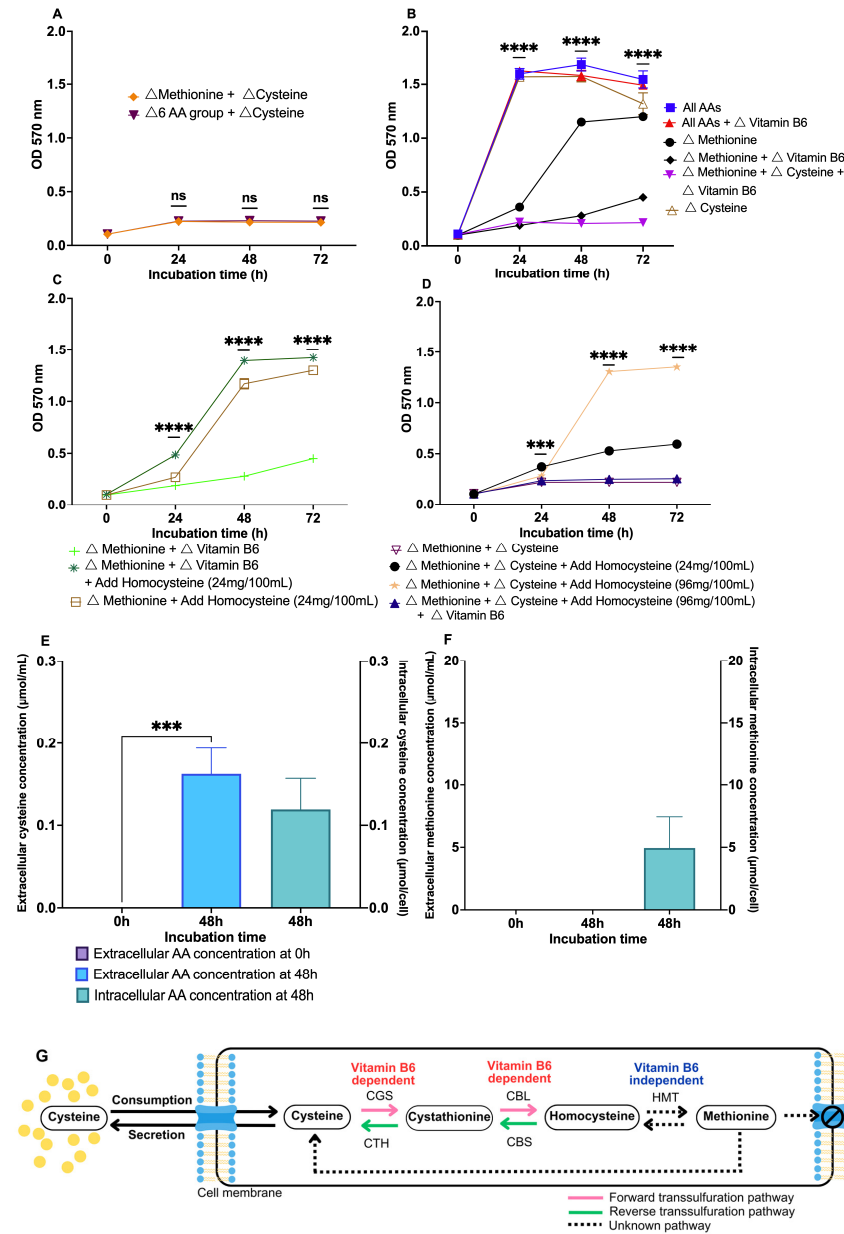 A
2.0
1.5
1.0
0.5
0.0
OD 570 nm
△Methionine + △Cysteine
△6 AA group + △Cysteine
ns
ns
ns
0
24
48
72
Incubation time (h)
B
2.0
1.5
1.0
0.5
0.0
OD 570 nm
****
****
****
0
24
48
72
Incubation time (h)
All AAs
All AAs + △ Vitamin B6
△ Methionine
△ Methionine + △ Vitamin B6
△ Methionine + △ Cysteine +
△ Vitamin B6
△ Cysteine
C
2.0
1.5
1.0
0.5
0.0
OD 570 nm
****
****
****
0
24
48
72
Incubation time (h)
△ Methionine + △ Vitamin B6
△ Methionine + △ Vitamin B6
+ Add Homocysteine (24mg/100mL)
△ Methionine + Add Homocysteine (24mg/100mL)
D
2.0
1.5
1.0
0.5
0.0
OD 570 nm
***
****
****
0
24
48
72
Incubation time (h)
△ Methionine + △ Cysteine
△ Methionine + △ Cysteine + Add Homocysteine (24mg/100mL)
△ Methionine + △ Cysteine + Add Homocysteine (96mg/100mL)
△ Methionine + △ Cysteine + Add Homocysteine (96mg/100mL)
+ △ Vitamin B6
E
0.3
0.2
0.1
0.0
Extracellular cysteine concentration (μmol/mL)
***
0.3
0.2
0.1
0.0
Intracellular cysteine concentration (μmol/cell)
0h
48h
48h
Incubation time
Extracellular AA concentration at 0h
Extracellular AA concentration at 48h
Intracellular AA concentration at 48h
F
20
15
10
5
0
Extracellular methionine concentration (μmol/mL)
20
15
10
5
0
Intracellular methionine concentration (μmol/cell)
0h
48h
48h
Incubation time
G
Vitamin B6
dependent
Vitamin B6
dependent
Vitamin B6
independent
Consumption
CGS
CBL
HMT
Cysteine
Cysteine
Cystathionine
Homocysteine
Methionine
Secretion
CTH
CBS
Cell membrane
Forward transsulfuration pathway
Reverse transsulfuration pathway
Unknown pathway